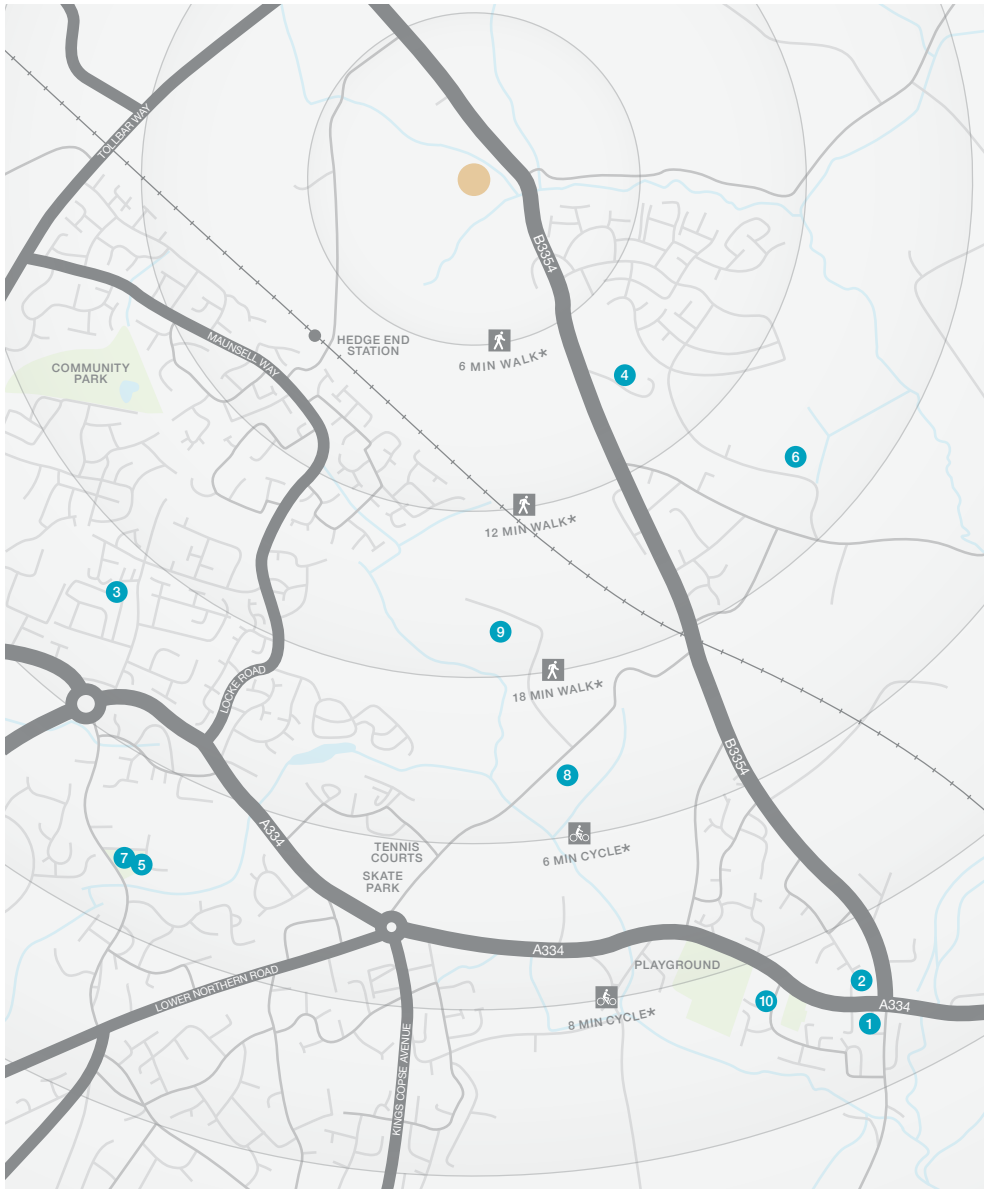 TOLLBAR WAY
B3354
HEDGE END
STATION
MAUNSELL WAY
6 MIN WALK*
COMMUNITY
PARK
4
6
12 MIN WALK*
3
9
LOCKE ROAD
18 MIN WALK*
B3354
8
A334
6 MIN CYCLE*
TENNIS
COURTS
7
5
SKATE
PARK
A334
PLAYGROUND
LOWER NORTHERN ROAD
2
10
A334
8 MIN CYCLE*
1
KINGS COPSE AVENUE